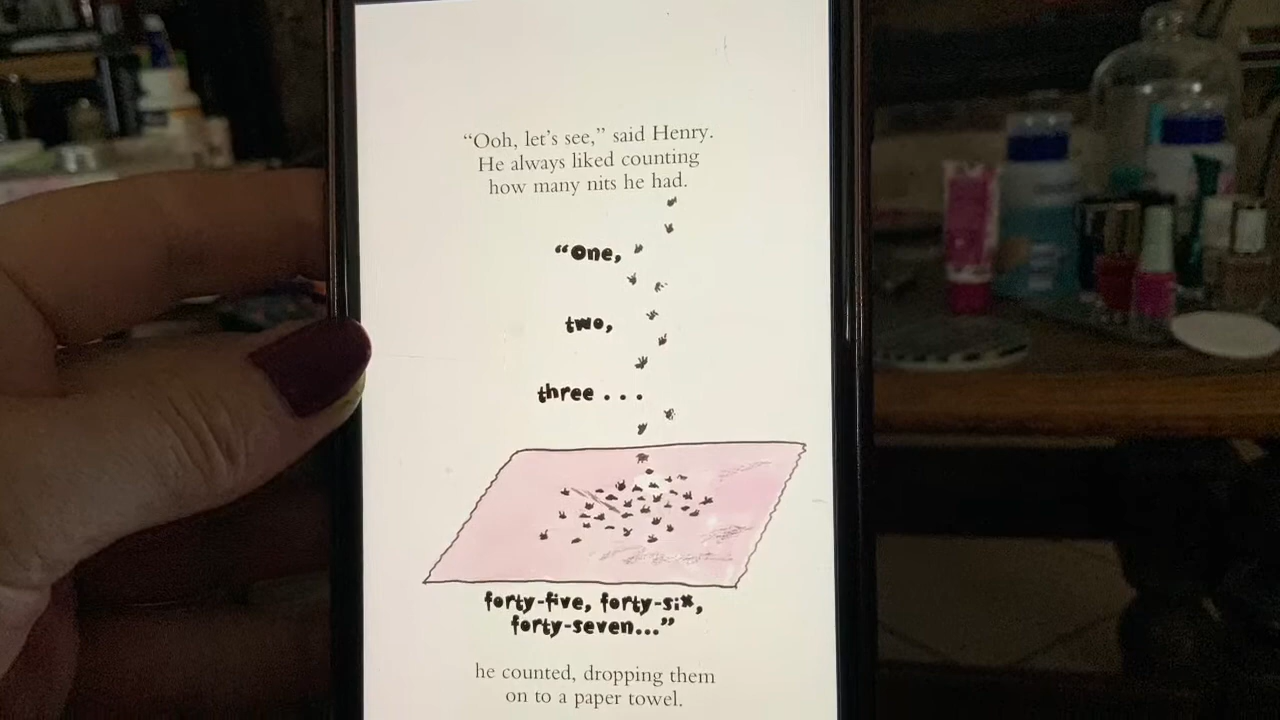 “Ooh, let’s see,” said Henry.
He always liked counting
how many nits he had.
“One,
two,
three . . .
forty-five, forty-six,
forty-seven...”
he counted, dropping them
on to a paper towel.